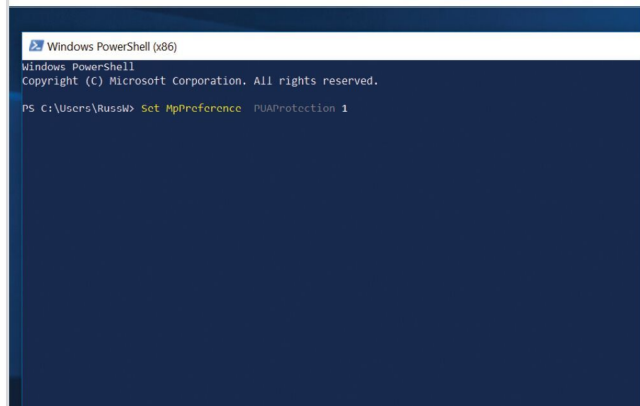 Windows PowerShell (x86)
Windows PowerShell
Copyright (C) Microsoft Corporation. All rights reserved.
PS C:\Users\RussW> Set MpPreference  PUAProtection 1